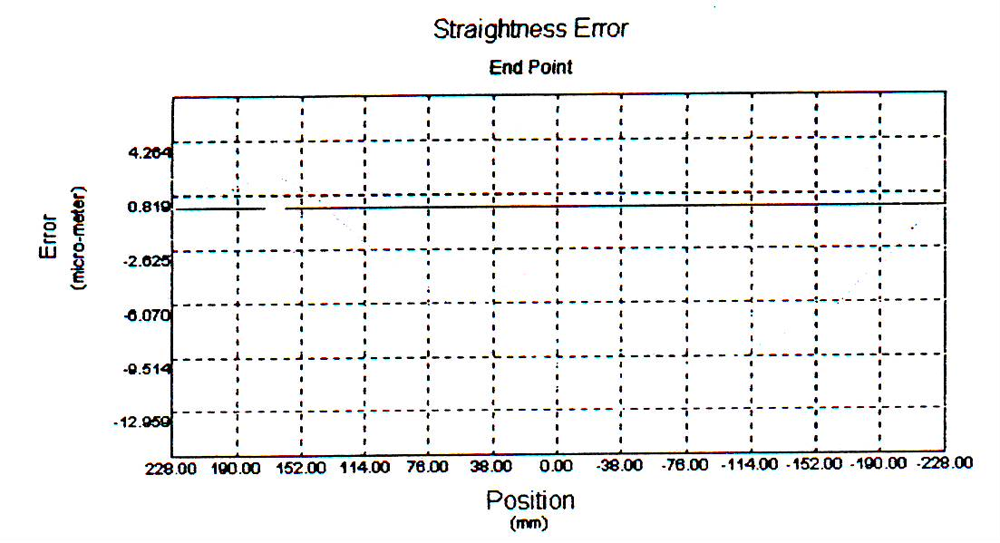 Straightness Error
End Point
4.264
0.819
-2.625
-6.070
-9.514
-12.959
Error
(micro-meter)
228.00 190.00 152.00 114.00 76.00 38.00 0.00 -38.00 -76.00 -114.00 -152.00 -190.00 -228.00
Position
(mm)